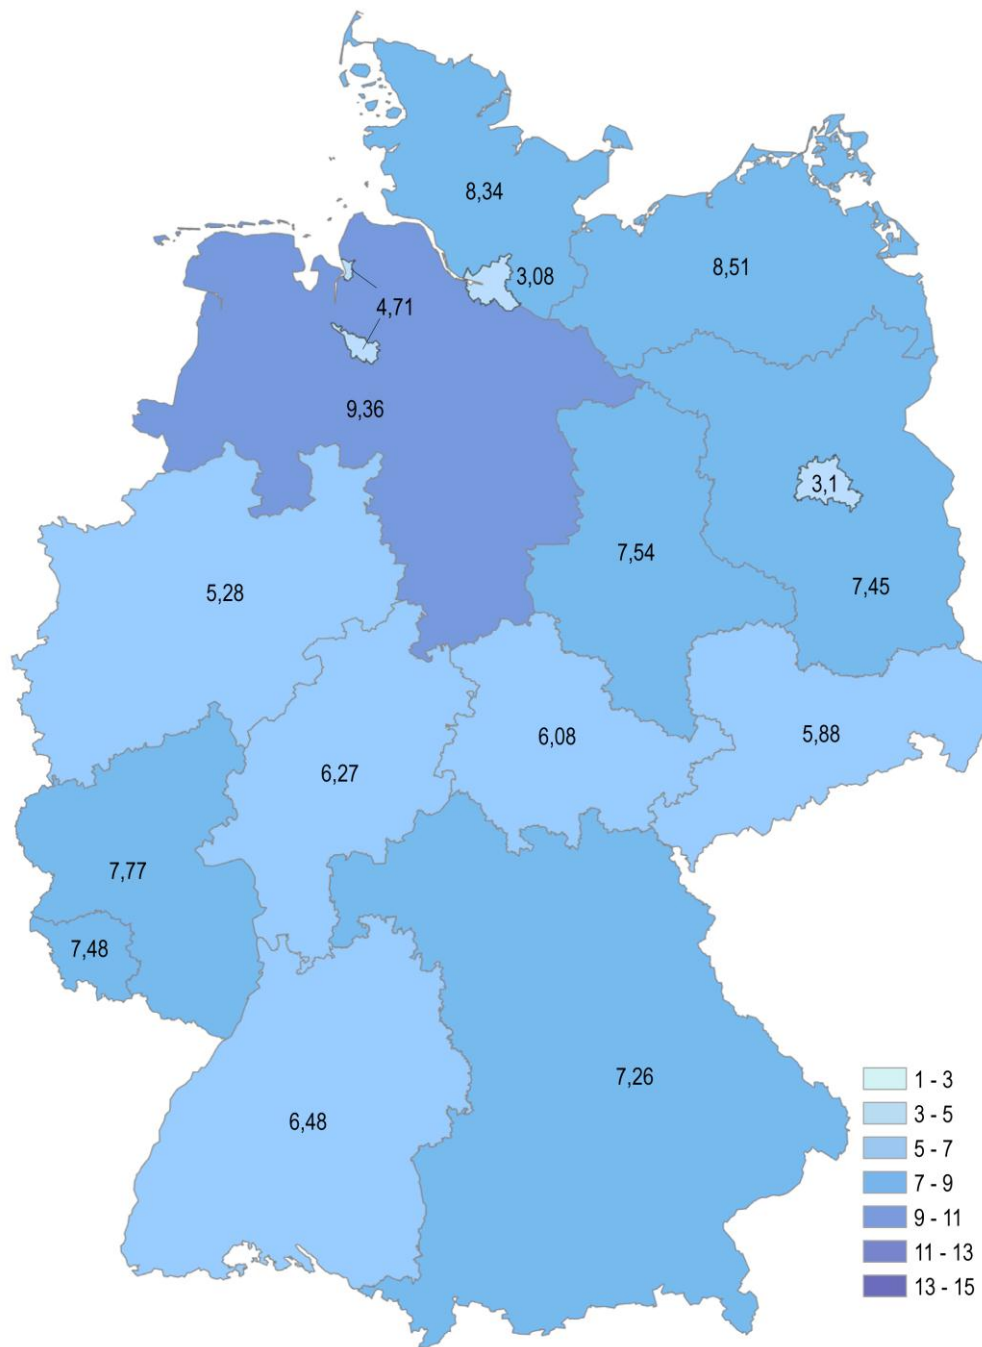 8,34
3,08
8,51
4,71
9,36
3,1
7,54
7,45
5,28
6,08
5,88
6,27
7,77
7,48
7,26
6,48
1 - 3
3 - 5
5 - 7
7 - 9
9 - 11
11 - 13
13 - 15